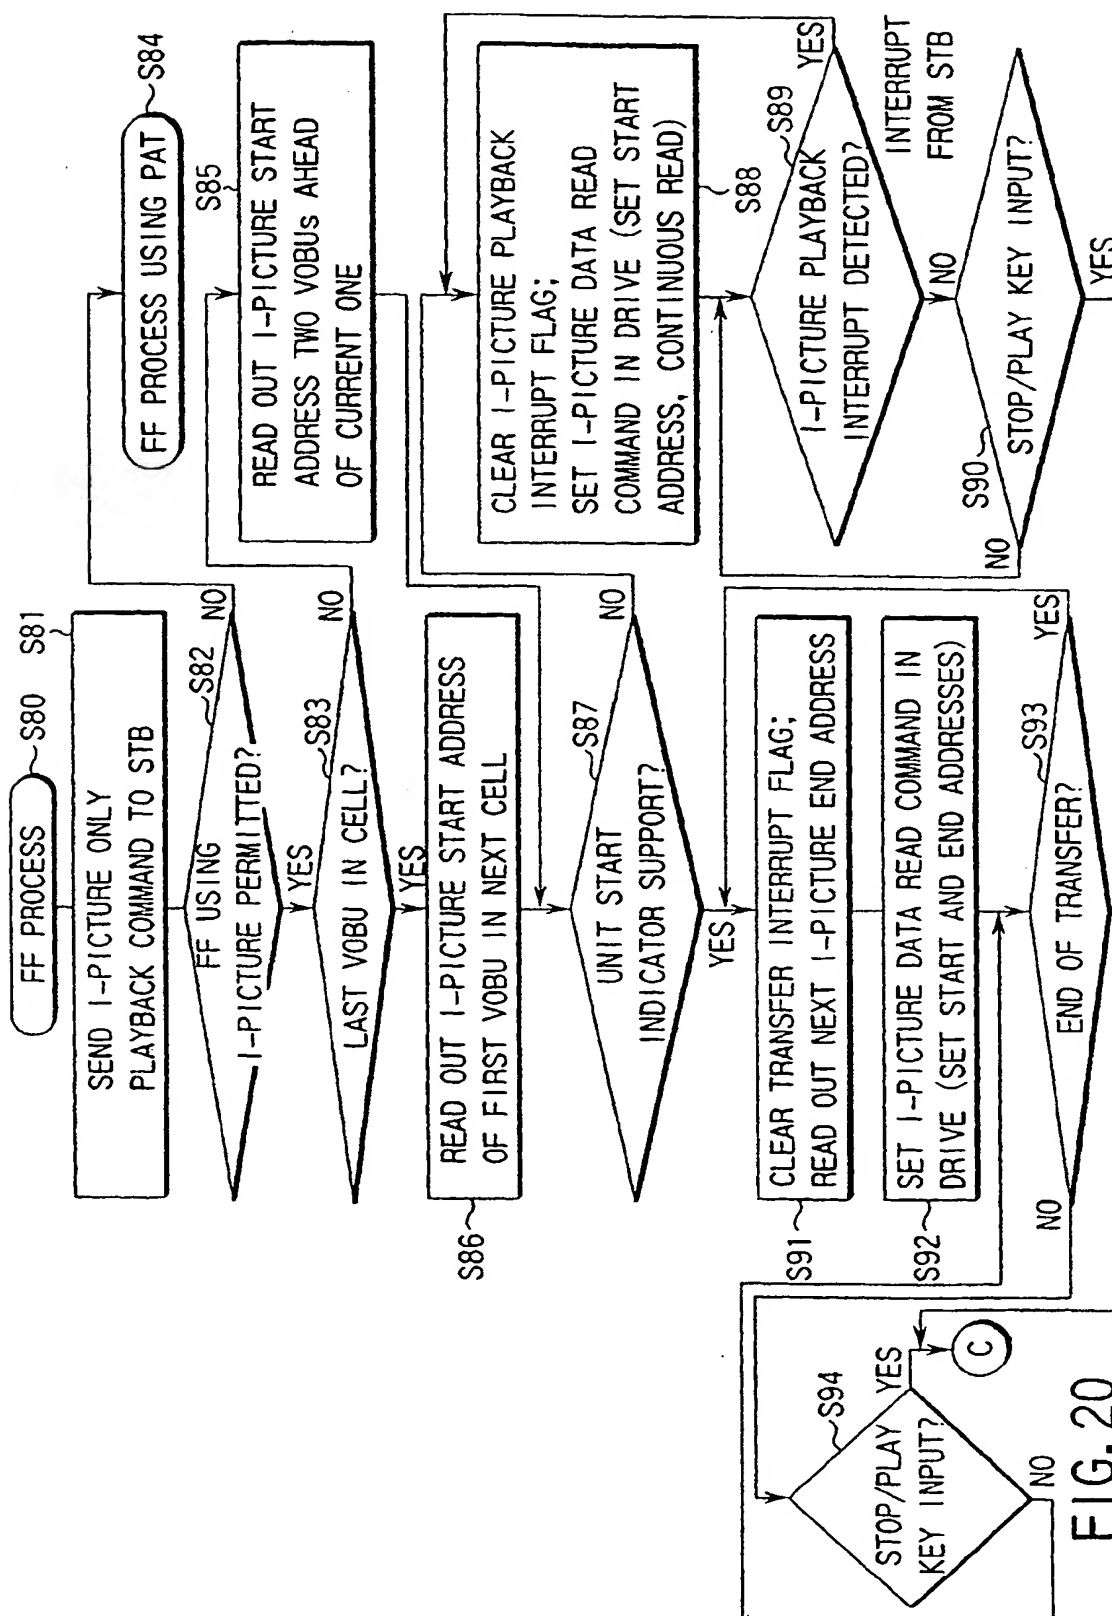 FF PROCESS
S80
S81
SEND I-PICTURE ONLY
PLAYBACK COMMAND TO STB
S82
FF USING
I-PICTURE PERMITTED?
NO
YES
FF PROCESS USING PAT
S84
S83
LAST VOBU IN CELL?
NO
YES
S85
READ OUT I-PICTURE START
ADDRESS TWO VOBUs AHEAD
OF CURRENT ONE
S86
READ OUT I-PICTURE START ADDRESS
OF FIRST VOBU IN NEXT CELL
S87
UNIT START
INDICATOR SUPPORT?
NO
YES
CLEAR I-PICTURE PLAYBACK
INTERRUPT FLAG;
SET I-PICTURE DATA READ
COMMAND IN DRIVE (SET START
ADDRESS, CONTINUOUS READ)
S88
S89
I-PICTURE PLAYBACK
INTERRUPT DETECTED?
YES
NO
INTERRUPT
FROM STB
S90
STOP/PLAY KEY INPUT?
NO
YES
S91
CLEAR TRANSFER INTERRUPT FLAG;
READ OUT NEXT I-PICTURE END ADDRESS
S92
SET I-PICTURE DATA READ COMMAND IN
DRIVE (SET START AND END ADDRESSES)
S93
END OF TRANSFER?
YES
NO
S94
STOP/PLAY
KEY INPUT?
YES
NO
C
FIG. 20